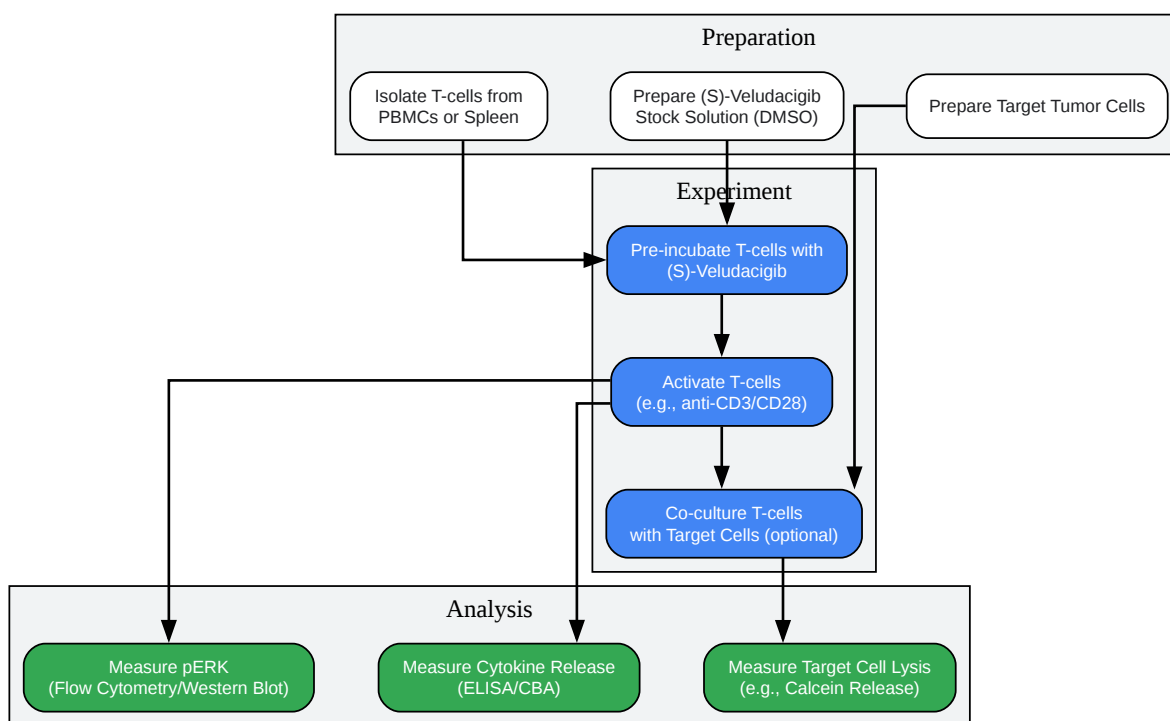 Preparation
Isolate T-cells from
PBMCs or Spleen
Prepare (S)-Veludacigib
Stock Solution (DMSO)
Prepare Target Tumor Cells
Experiment
Pre-incubate T-cells with
(S)-Veludacigib
Activate T-cells
(e.g., anti-CD3/CD28)
Co-culture T-cells
with Target Cells (optional)
Analysis
Measure pERK
(Flow Cytometry/Western Blot)
Measure Cytokine Release
(ELISA/CBA)
Measure Target Cell Lysis
(e.g., Calcein Release)